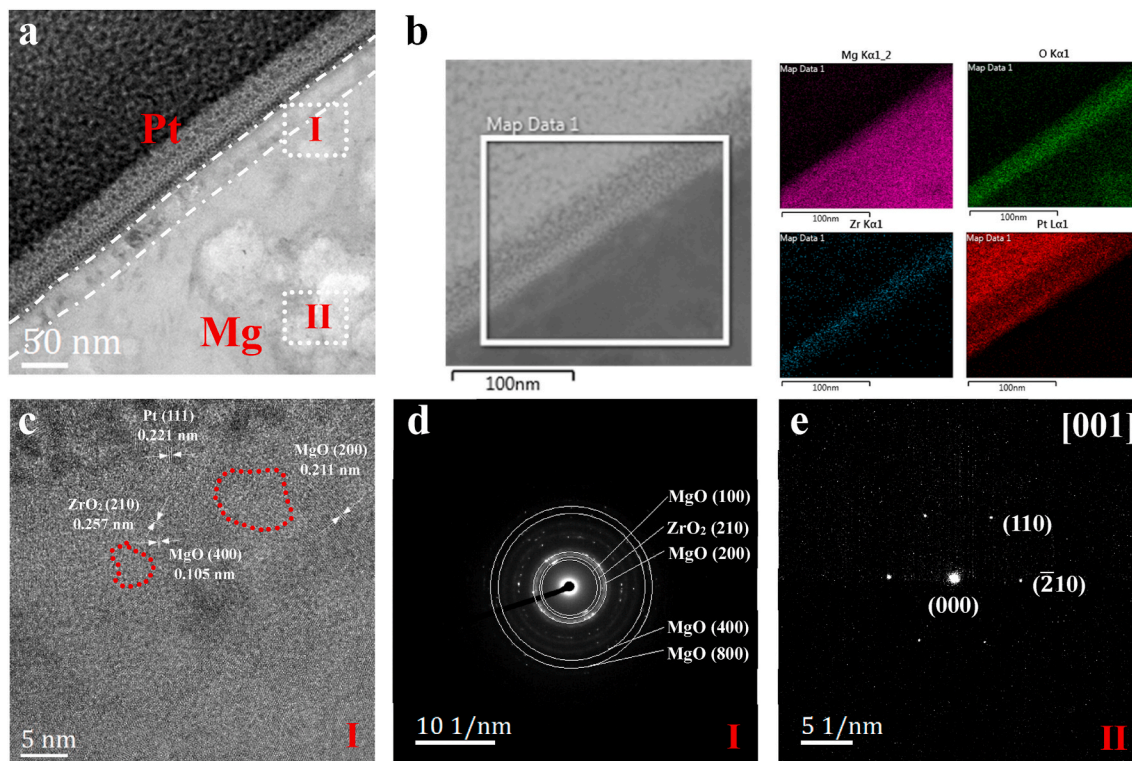 a
Pt
I
Mg
II
50 nm
b
Map Data 1
100nm
Mg Kα1_2
Map Data 1
100nm
O Kα1
Map Data 1
100nm
Zr Kα1
Map Data 1
100nm
Pt Lα1
Map Data 1
100nm
c
Pt (111)
0.221 nm
MgO (200)
0.211 nm
ZrO₂ (210)
0.257 nm
MgO (400)
0.105 nm
5 nm
I
d
MgO (100)
ZrO₂ (210)
MgO (200)
MgO (400)
MgO (800)
10 1/nm
I
e
[001]
(110)
(2̅10)
(000)
5 1/nm
II